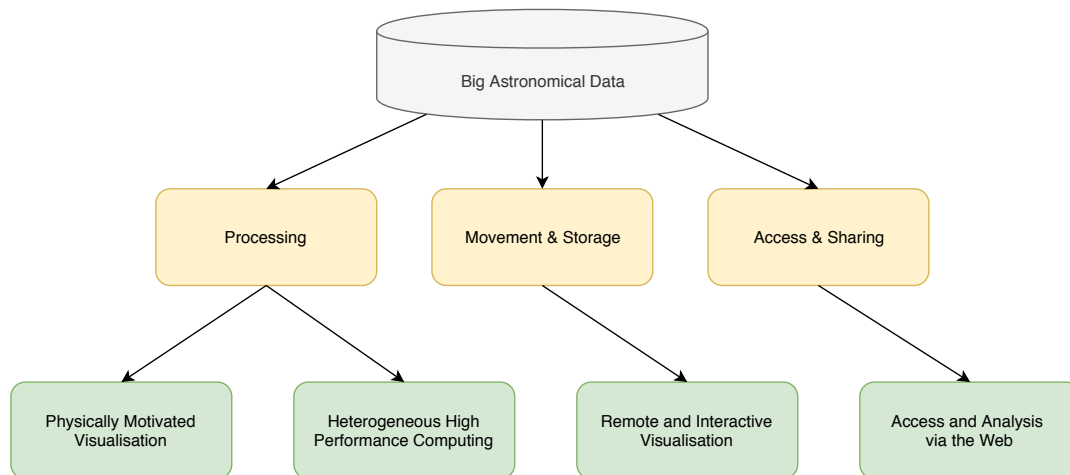 Big Astronomical Data
Processing
Movement & Storage
Access & Sharing
Physically Motivated
Visualisation
Heterogeneous High
Performance Computing
Remote and Interactive
Visualisation
Access and Analysis
via the Web